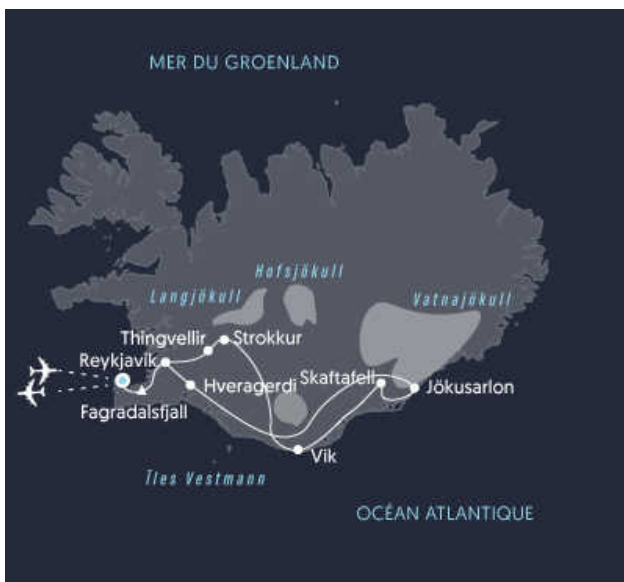 MER DU GROENLAND
Hofsjökull
Langjökull
Vatnajökull
Thingvellir
Strokkur
Reykjavik
Skaftafell
Hveragerdi
Jökusarlon
Fagradalsfjall
Vik
Îles Vestmann
OCÉAN ATLANTIQUE